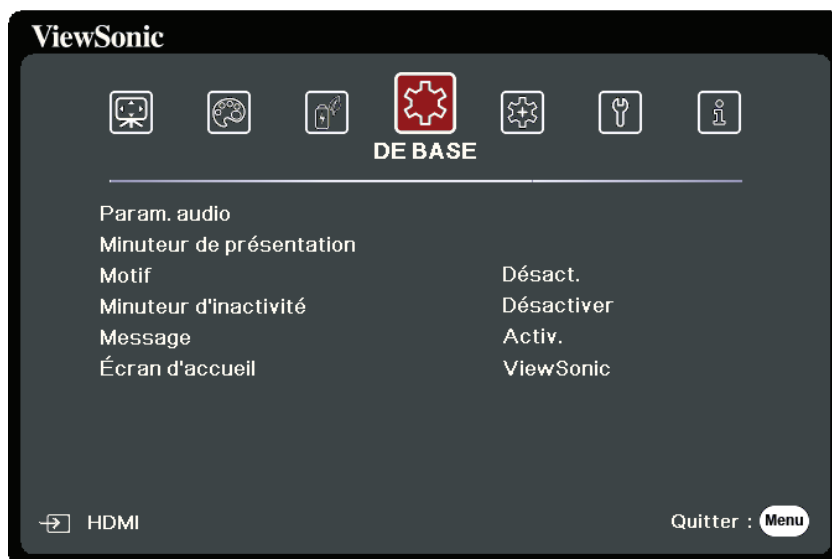 ViewSonic
DE BASE
Param. audio
Minuteur de présentation
Motif Désact.
Minuteur d'inactivité Désactiver
Message Activ.
Écran d'accueil ViewSonic
HDMI Quitter : Menu